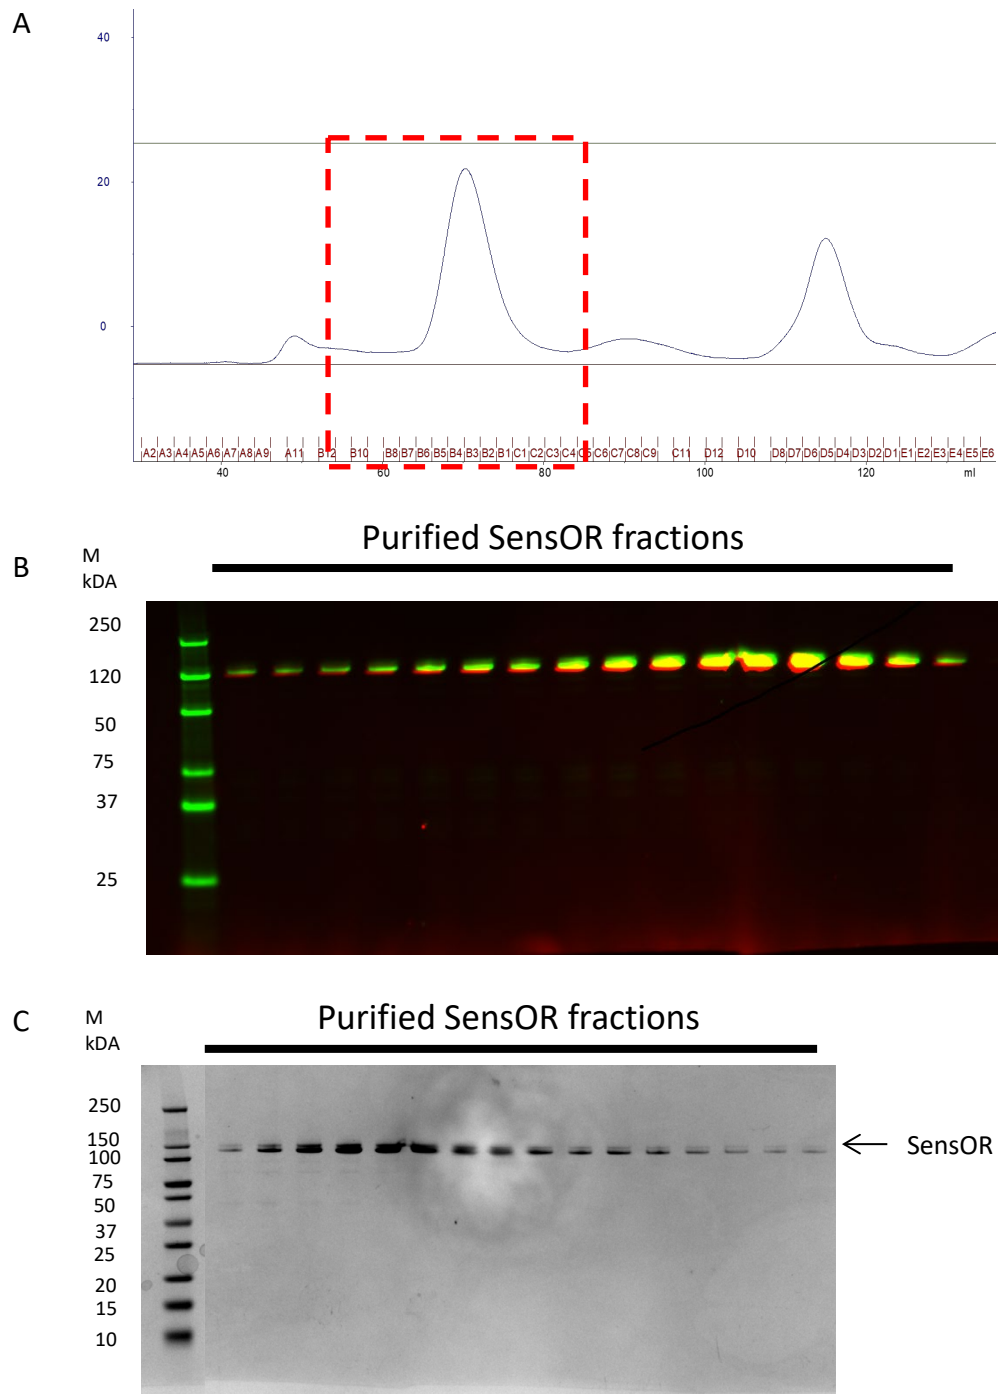 A
40
20
0
A2 A3 A4 A5 A6 A7 A8 A9 A11 B12 B10 B8 B7 B6 B5 B4 B3 B2 B1 C1 C2 C3 C4 C5 C6 C7 C8 C9 C11 D12 D10 D8 D7 D6 D5 D4 D3 D2 D1 E1 E2 E3 E4 E5 E6
40 60 80 100 120 ml
Purified SensOR fractions
B
M
kDA
250
120
50
75
37
25
Purified SensOR fractions
C
M
kDA
250
150
100
75
50
37
25
20
15
10
SensOR